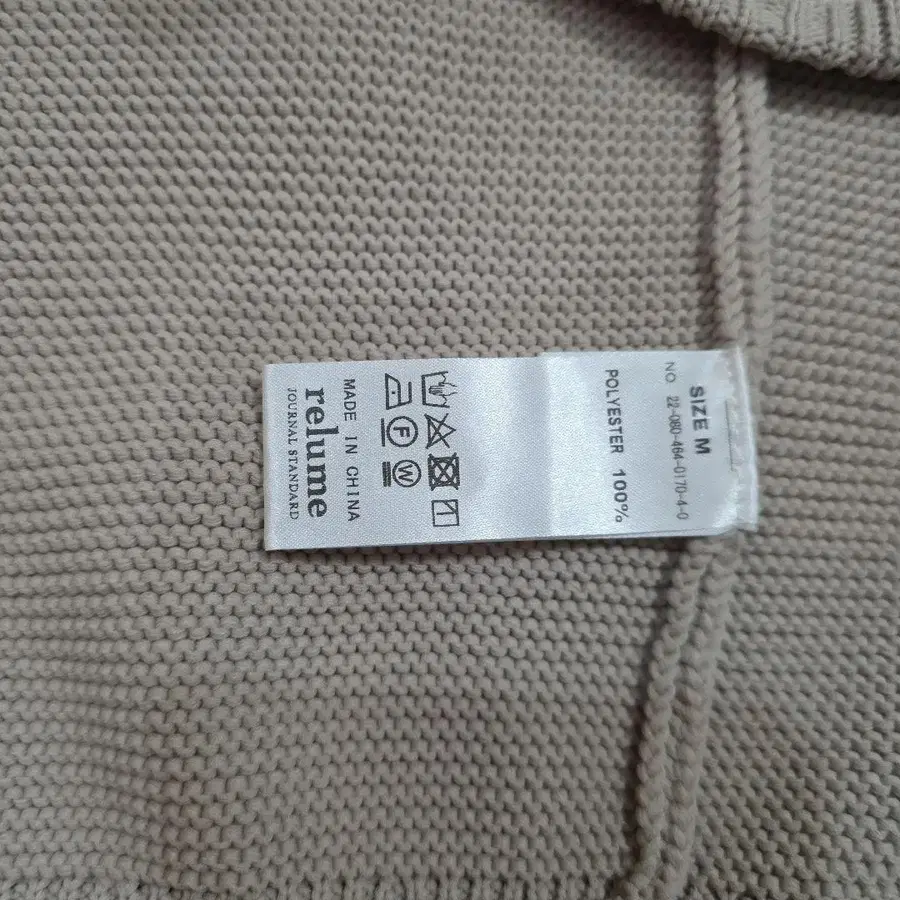 SIZE M
NO. 22-080-464-0170-4-0
POLYESTER 100%
F W
MADE IN CHINA
relume
JOURNAL STANDARD